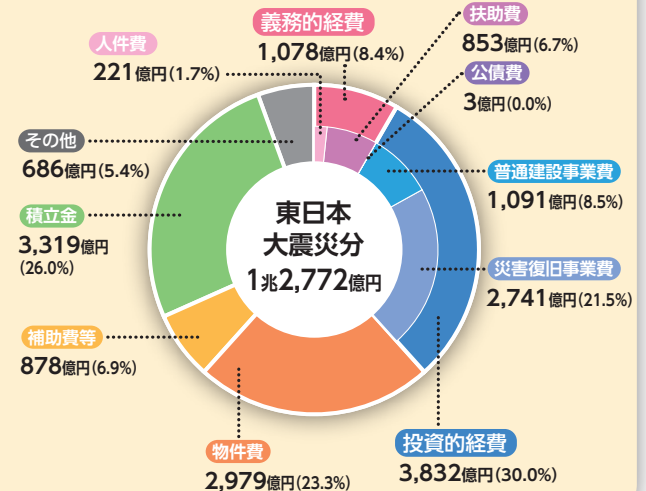 義務的経費
1,078億円(8.4%)
人件費
221億円(1.7%)
扶助費
853億円(6.7%)
公債費
3億円(0.0%)
普通建設事業費
1,091億円(8.5%)
災害復旧事業費
2,741億円(21.5%)
投資的経費
3,832億円(30.0%)
物件費
2,979億円(23.3%)
補助費等
878億円(6.9%)
積立金
3,319億円
(26.0%)
その他
686億円(5.4%)
東日本
大震災分
1兆2,772億円